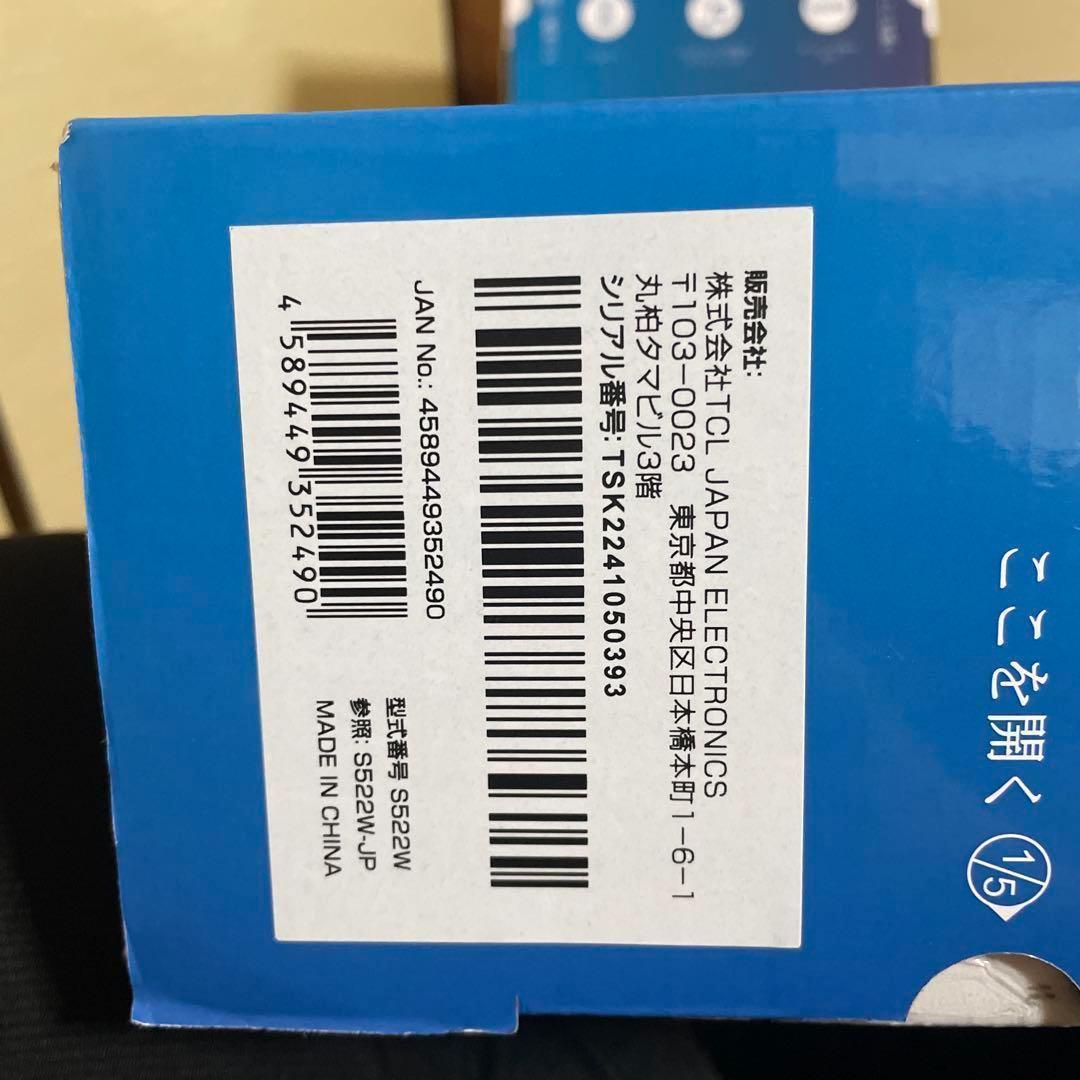 販売会社:
株式会社TCL JAPAN ELECTRONICS
〒103-0023 東京都中央区日本橋本町1-6-1
丸柏タマビル3階
シリアル番号: TSK2241050393
JAN No.: 4589449352490
4 589449 352490
型式番号 S522W
参照: S522W-JP
MADE IN CHINA
ここを開く 1/5